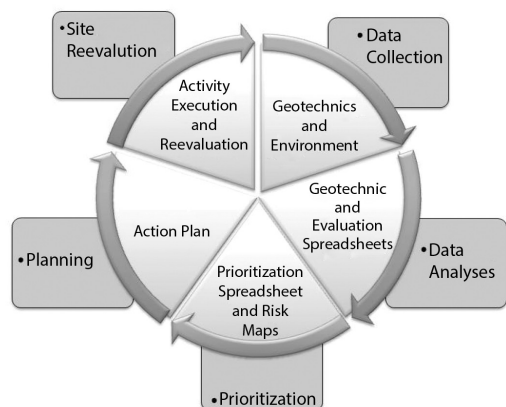 • Site
Reevalution
• Data
Collection
Activity
Execution
and
Reevaluation
Geotechnics
and
Environment
Geotechnic
and
Evaluation
Spreadsheets
Action Plan
Prioritization
Spreadsheet
and Risk
Maps
• Planning
• Data
Analyses
• Prioritization